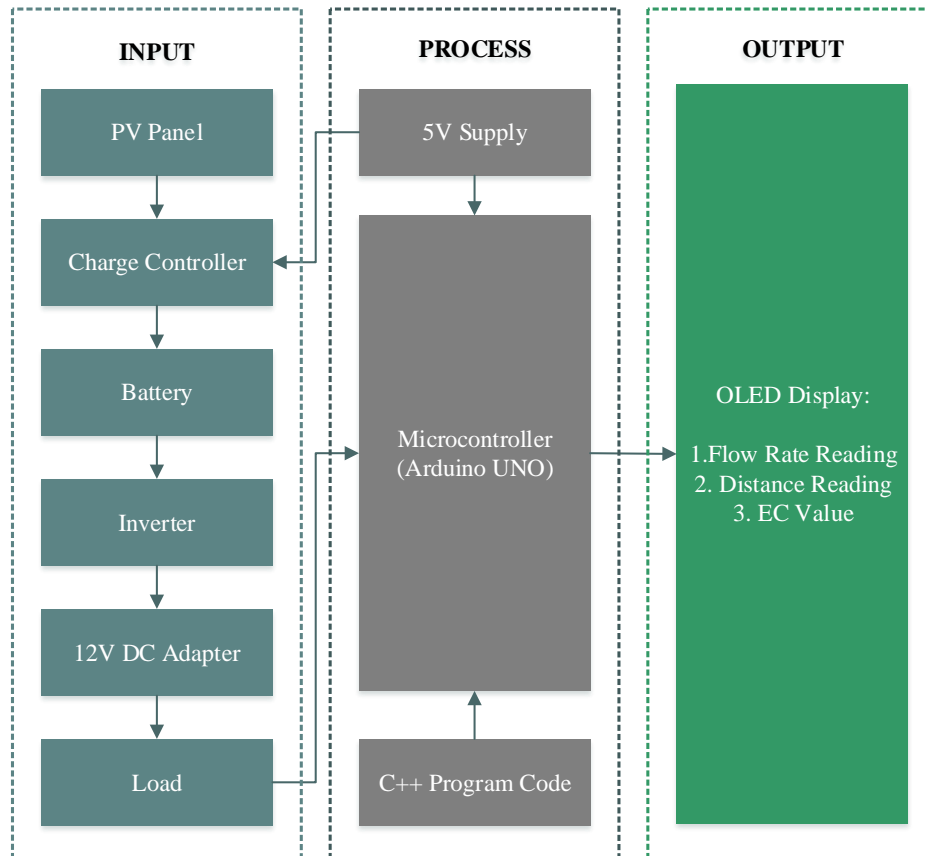 INPUT
PV Panel
Charge Controller
Battery
Inverter
12V DC Adapter
Load
PROCESS
5V Supply
Microcontroller
(Arduino UNO)
C++ Program Code
OUTPUT
OLED Display:
1.Flow Rate Reading
2. Distance Reading
3. EC Value